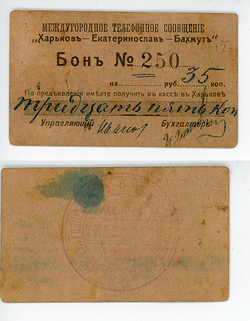 МЕЖДУГОРОДНОЕ ТЕЛЕФОННОЕ СООБЩЕНІЕ
„Харьковъ—Екатеринославъ—Бахмутъ“
БОНЪ № 250
на 35 руб. коп.
По предъявленіи имѣете получить въ кассѣ въ Харьковѣ
тридцать пять коп
Управляющій Бухгалтеръ